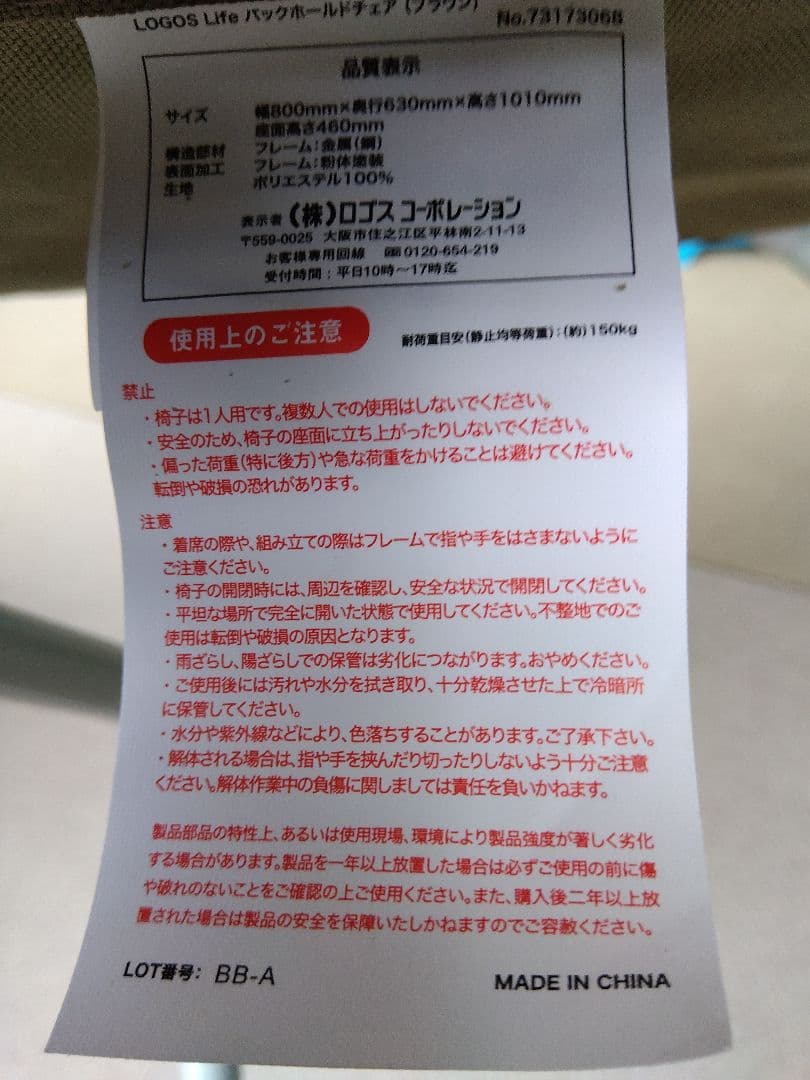 LOGOS Life バックホールドチェア(ブラウン) No.73173068
品質表示
サイズ 幅800mm×奥行630mm×高さ1010mm
座面高さ460mm
構造部材 フレーム:金属(鋼)
表面加工 フレーム:粉体塗装
生地 ポリエステル100%
表示者 (株)ロゴス コーポレーション
〒559-0025 大阪市住之江区平林南2-11-13
お客様専用回線 0120-654-219
受付時間:平日10時〜17時迄
使用上のご注意 耐荷重目安(静止均等荷重):(約)150kg
禁止
・椅子は1人用です。複数人での使用はしないでください。
・安全のため、椅子の座面に立ち上がったりしないでください。
・偏った荷重(特に後方)や急な荷重をかけることは避けてください。
転倒や破損の恐れがあります。
注意
・着席の際や、組み立ての際はフレームで指や手をはさまないように
ご注意ください。
・椅子の開閉時には、周辺を確認し、安全な状況で開閉してください。
・平坦な場所で完全に開いた状態で使用してください。不整地でのご
使用は転倒や破損の原因となります。
・雨ざらし、陽ざらしでの保管は劣化につながります。おやめください。
・ご使用後には汚れや水分を拭き取り、十分乾燥させた上で冷暗所
に保管してください。
・水分や紫外線などにより、色落ちすることがあります。ご了承下さい。
・解体される場合は、指や手を挟んだり切ったりしないよう十分ご注意
ください。解体作業中の負傷に関しましては責任を負いかねます。
製品部品の特性上、あるいは使用現場、環境により製品強度が著しく劣化
する場合があります。製品を一年以上放置した場合は必ずご使用の前に傷
や破れのないことをご確認の上ご使用ください。また、購入後二年以上放
置された場合は製品の安全を保障いたしかねますのでご容赦ください。
LOT番号: BB-A MADE IN CHINA